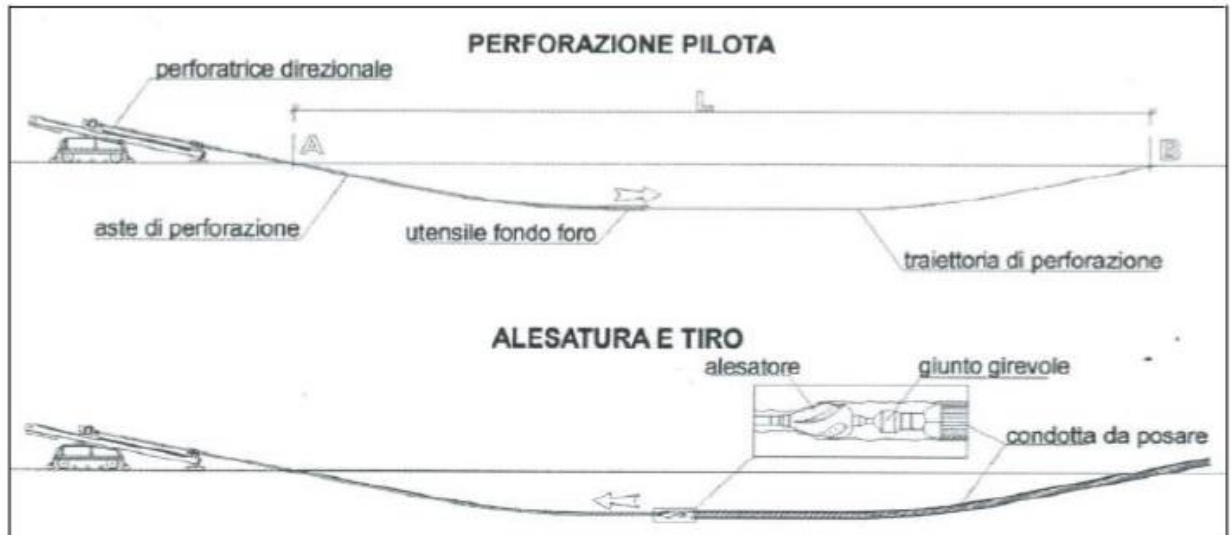 PERFORAZIONE PILOTA
perforatrice direzionale
L
A
B
aste di perforazione
utensile fondo foro
traiettoria di perforazione
ALESATURA E TIRO
alesatore
giunto girevole
condotta da posare